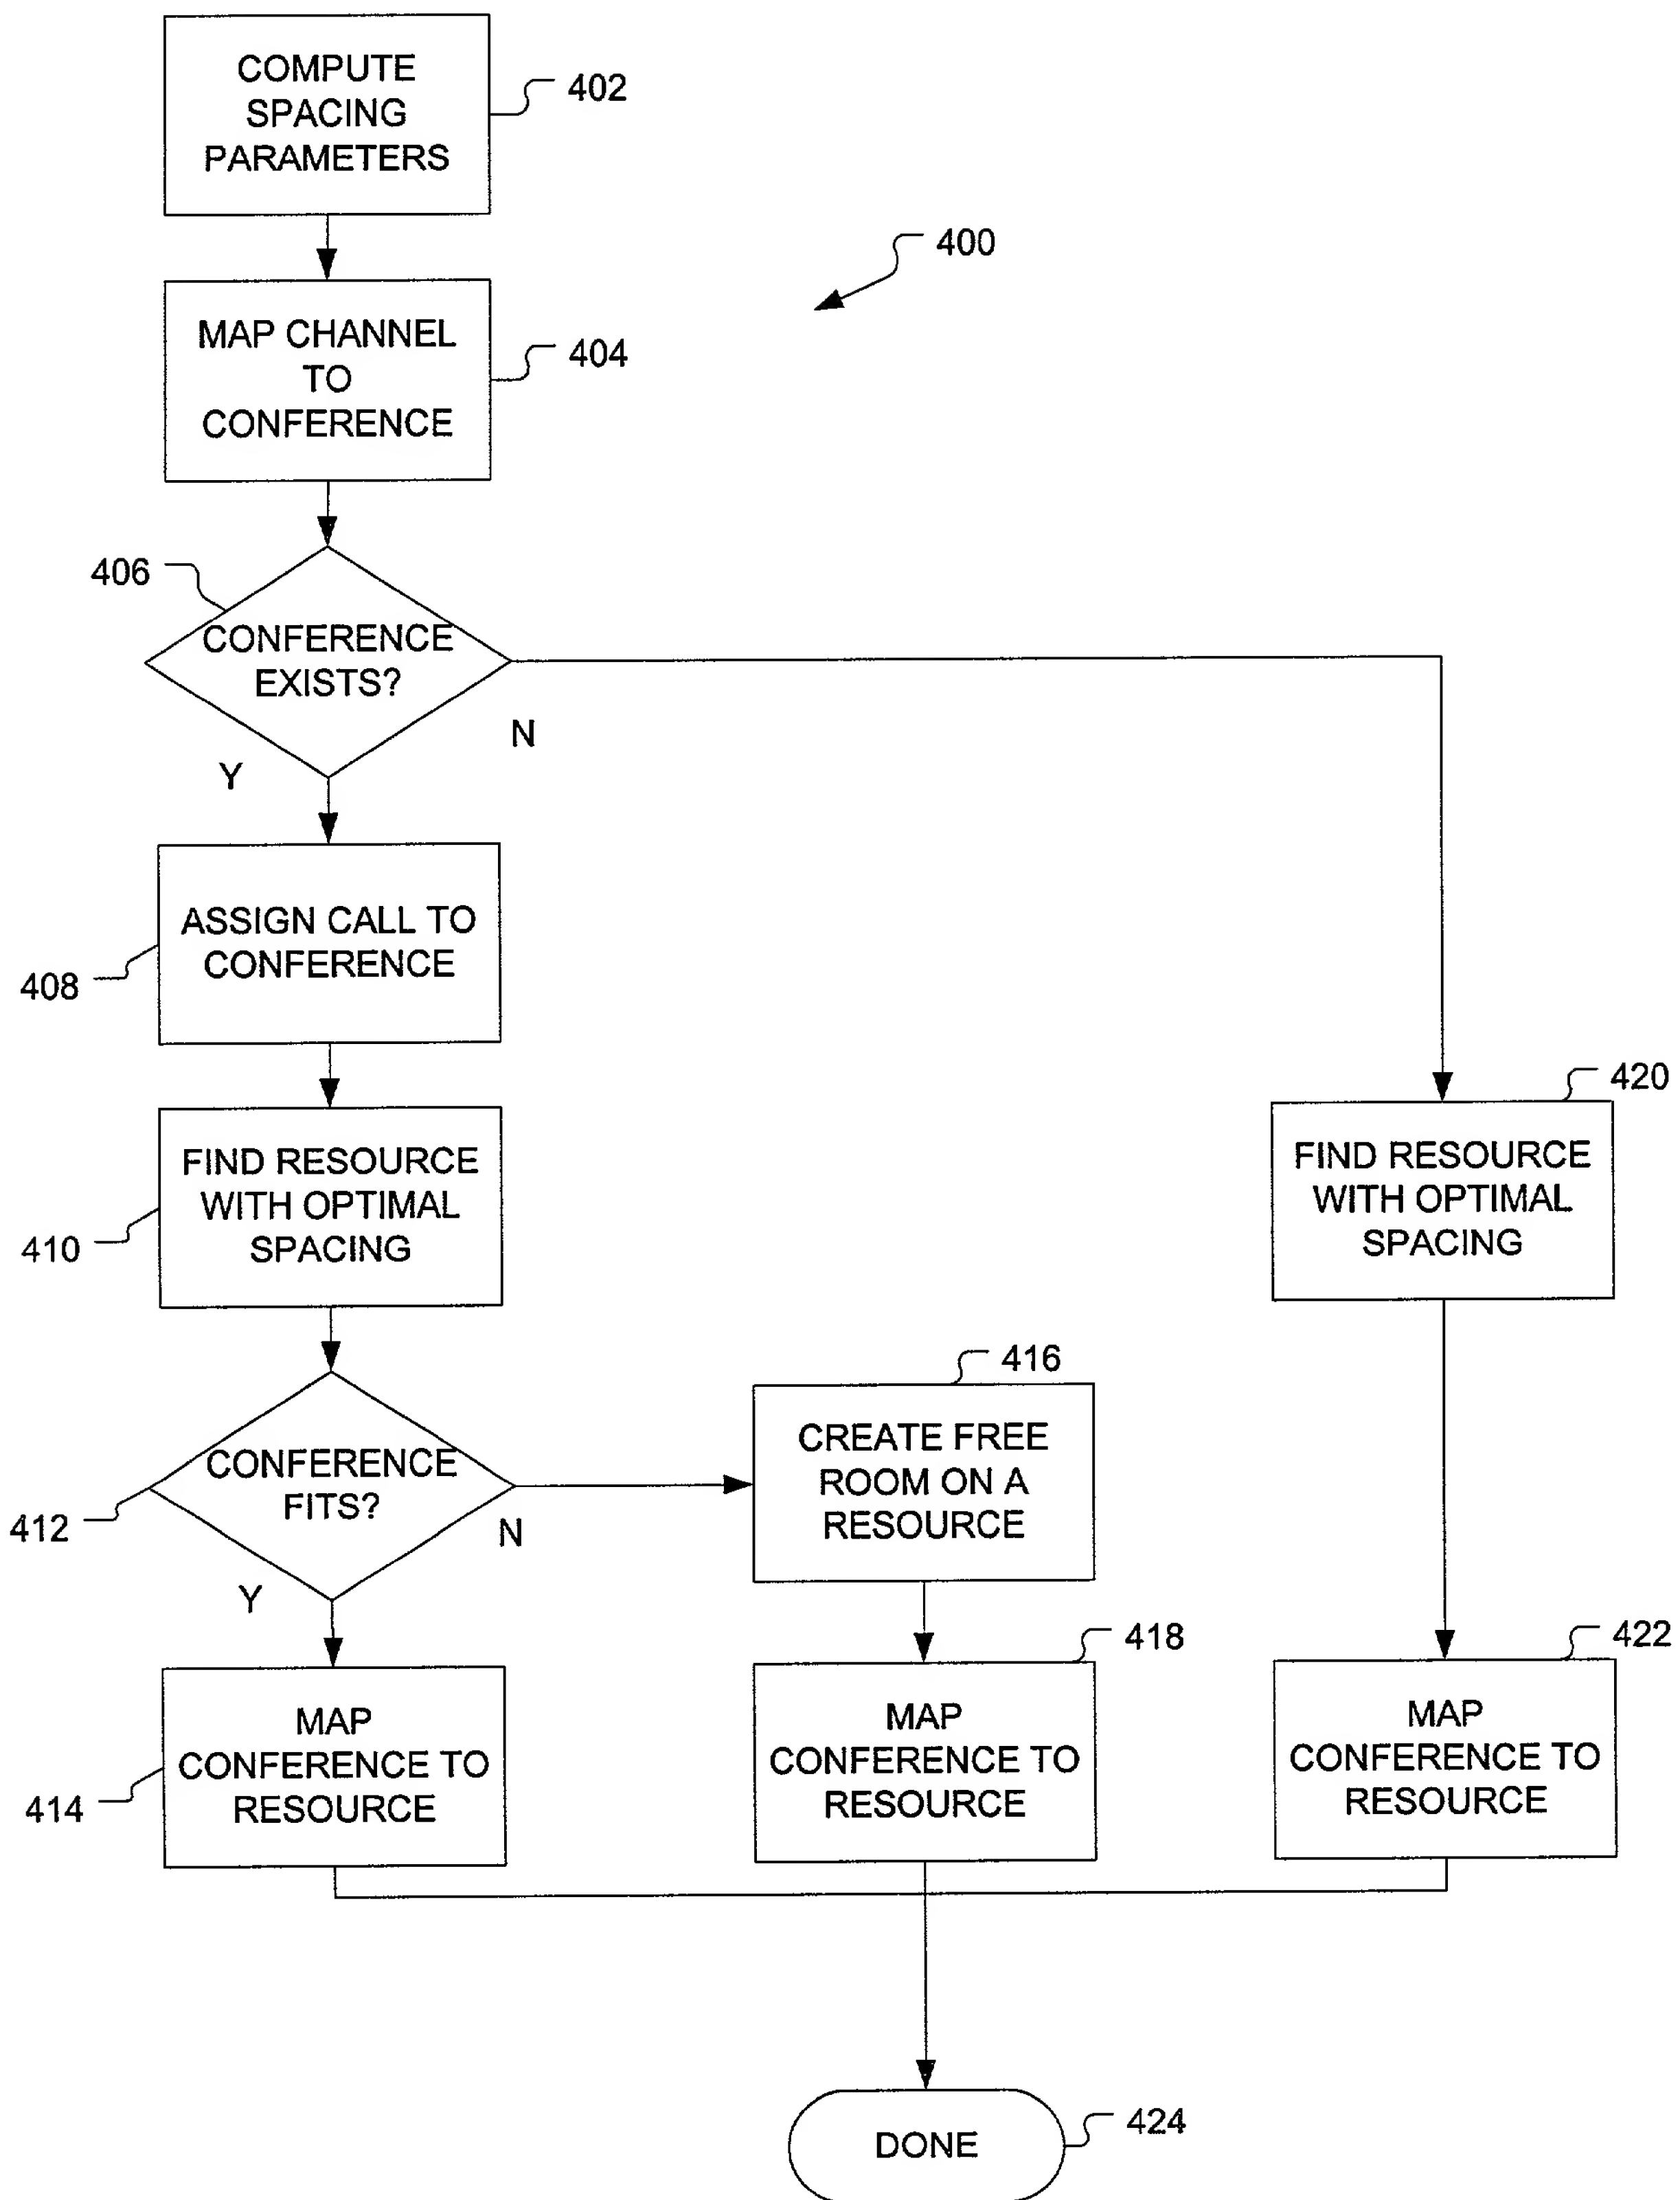 COMPUTE
SPACING
PARAMETERS
402
400
MAP CHANNEL
TO
CONFERENCE
404
406
CONFERENCE
EXISTS?
N
Y
ASSIGN CALL TO
CONFERENCE
408
FIND RESOURCE
WITH OPTIMAL
SPACING
410
420
FIND RESOURCE
WITH OPTIMAL
SPACING
CONFERENCE
FITS?
412
N
Y
416
CREATE FREE
ROOM ON A
RESOURCE
MAP
CONFERENCE TO
RESOURCE
414
418
MAP
CONFERENCE TO
RESOURCE
422
MAP
CONFERENCE TO
RESOURCE
DONE
424